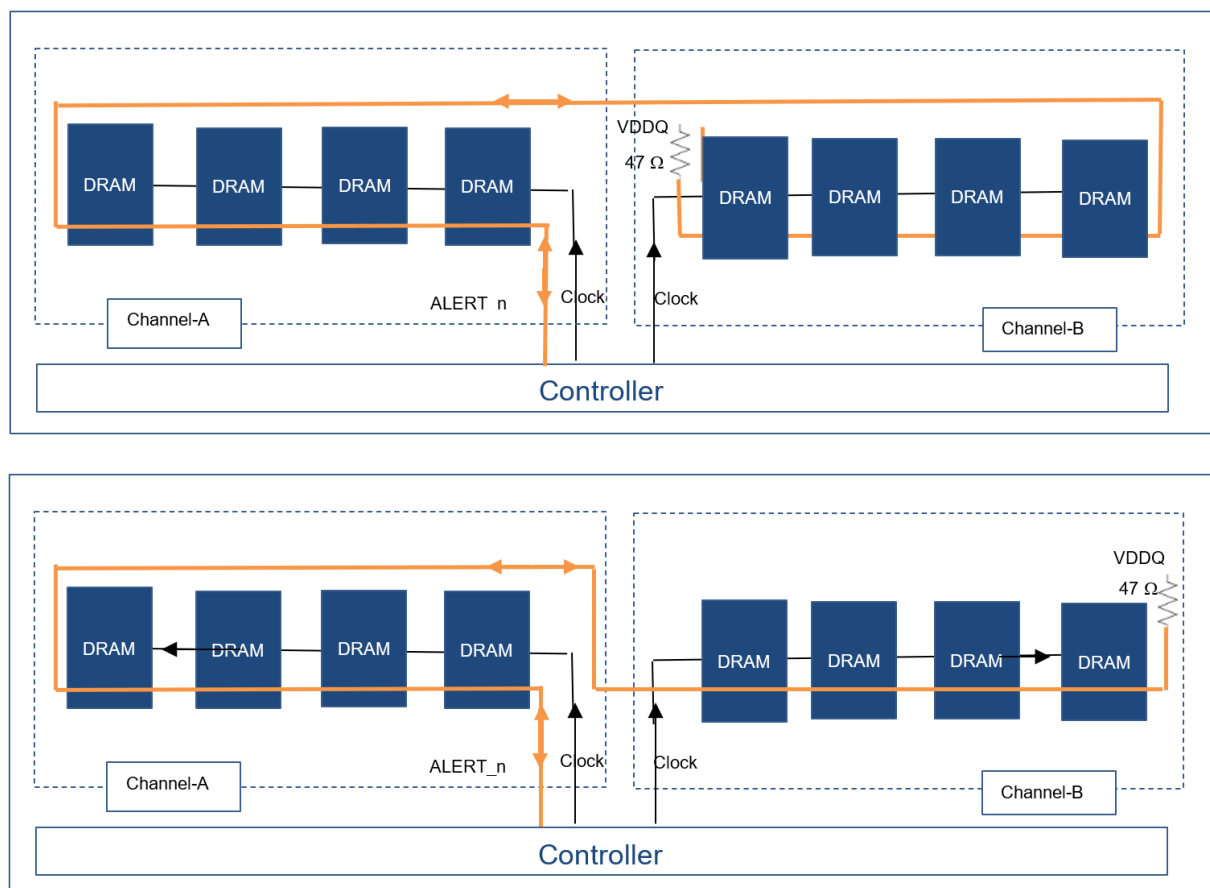 VDDQ
47 Ω
DRAM DRAM DRAM DRAM DRAM DRAM DRAM DRAM
ALERT_n Clock Clock
Channel-A Channel-B
Controller
VDDQ
47 Ω
DRAM DRAM DRAM DRAM DRAM DRAM DRAM DRAM
ALERT_n Clock Clock
Channel-A Channel-B
Controller